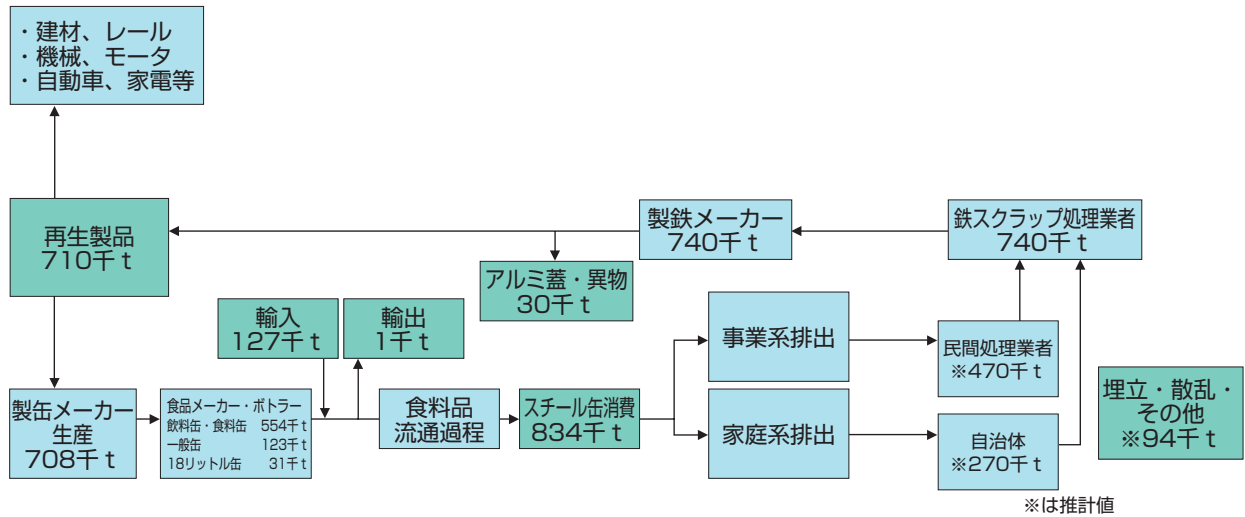 ・建材、レール
・機械、モータ
・自動車、家電等
再生製品
710千t
製鉄メーカー
740千t
鉄スクラップ処理業者
740千t
アルミ蓋・異物
30千t
輸入
127千t
輸出
1千t
事業系排出
民間処理業者
※470千t
埋立・散乱・
その他
※94千t
製缶メーカー
生産
708千t
食品メーカー・ボトラー
飲料缶・食料缶 554千t
一般缶 123千t
18リットル缶 31千t
食料品
流通過程
スチール缶消費
834千t
家庭系排出
自治体
※270千t
※は推計値